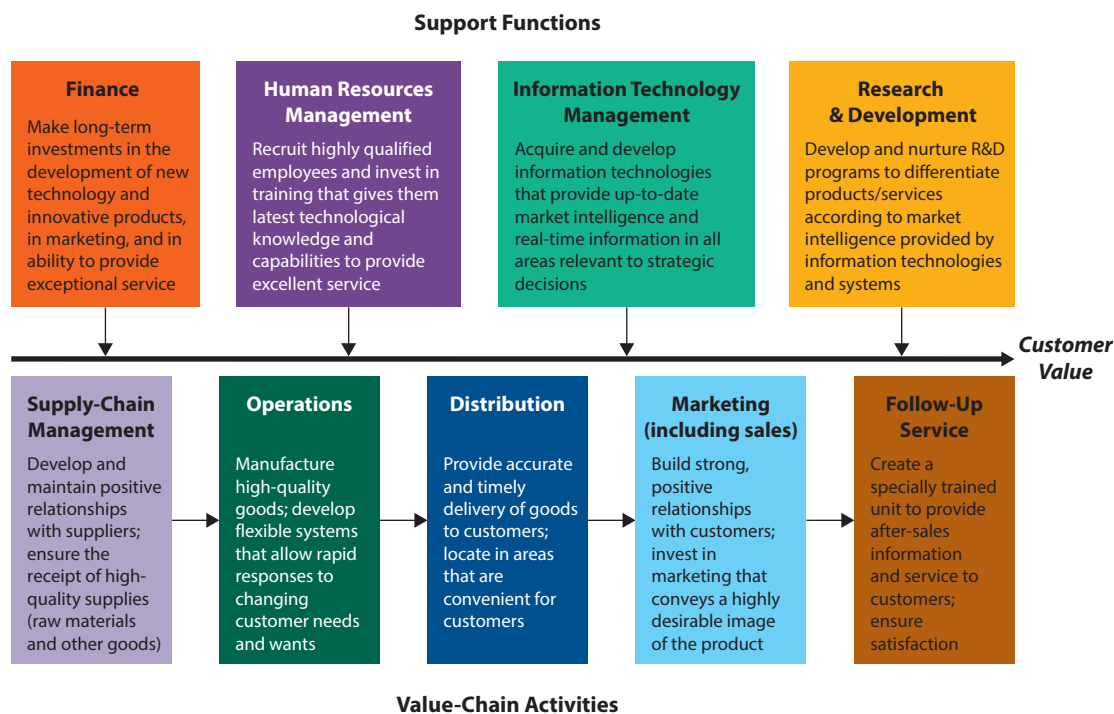 Support Functions
Finance
Make long-term
investments in the
development of new
technology and
innovative products,
in marketing, and in
ability to provide
exceptional service
Human Resources
Management
Recruit highly qualified
employees and invest in
training that gives them
latest technological
knowledge and
capabilities to provide
excellent service
Information Technology
Management
Acquire and develop
information technologies
that provide up-to-date
market intelligence and
real-time information in all
areas relevant to strategic
decisions
Research
& Development
Develop and nurture R&D
programs to differentiate
products/services
according to market
intelligence provided by
information technologies
and systems
Customer
Value
Supply-Chain
Management
Develop and
maintain positive
relationships
with suppliers;
ensure the
receipt of high-
quality supplies
(raw materials
and other goods)
Operations
Manufacture
high-quality
goods; develop
flexible systems
that allow rapid
responses to
changing
customer needs
and wants
Distribution
Provide accurate
and timely
delivery of goods
to customers;
locate in areas
that are
convenient for
customers
Marketing
(including sales)
Build strong,
positive
relationships
with customers;
invest in
marketing that
conveys a highly
desirable image
of the product
Follow-Up
Service
Create a
specially trained
unit to provide
after-sales
information
and service to
customers;
ensure
satisfaction
Value-Chain Activities